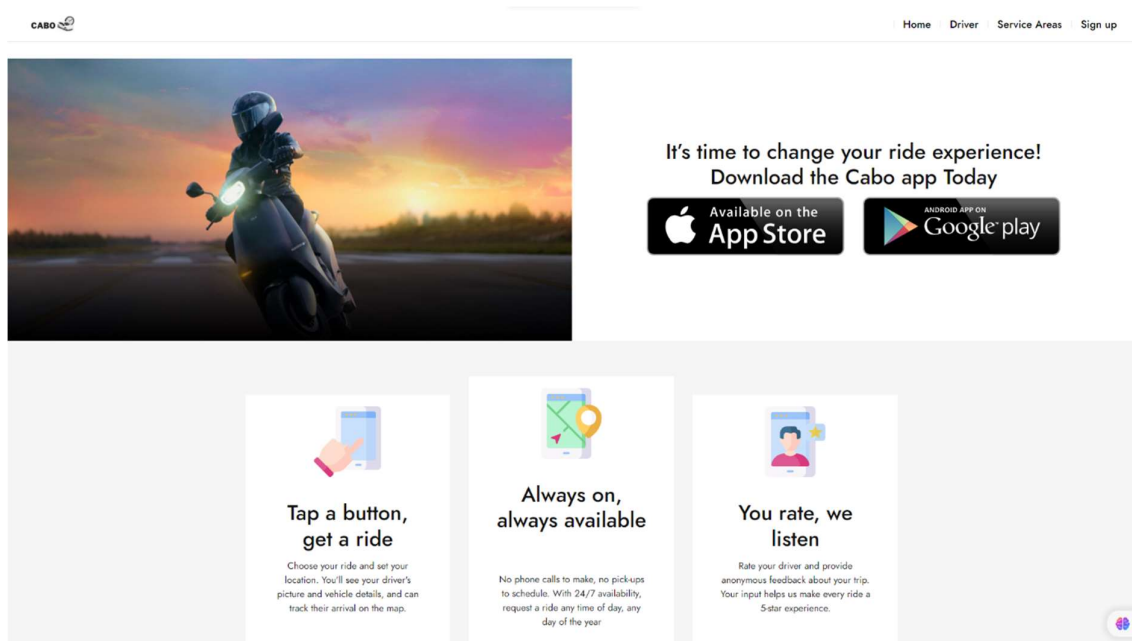 CABO
Home
Driver
Service Areas
Sign up
It's time to change your ride experience!
Download the Cabo app Today
Available on the
App Store
ANDROID APP ON
Google play
Tap a button,
get a ride
Choose your ride and set your
location. You'll see your driver's
picture and vehicle details, and can
track their arrival on the map.
Always on,
always available
No phone calls to make, no pick-ups
to schedule. With 24/7 availability,
request a ride any time of day, any
day of the year
You rate, we
listen
Rate your driver and provide
anonymous feedback about your trip.
Your input helps us make every ride a
5-star experience.